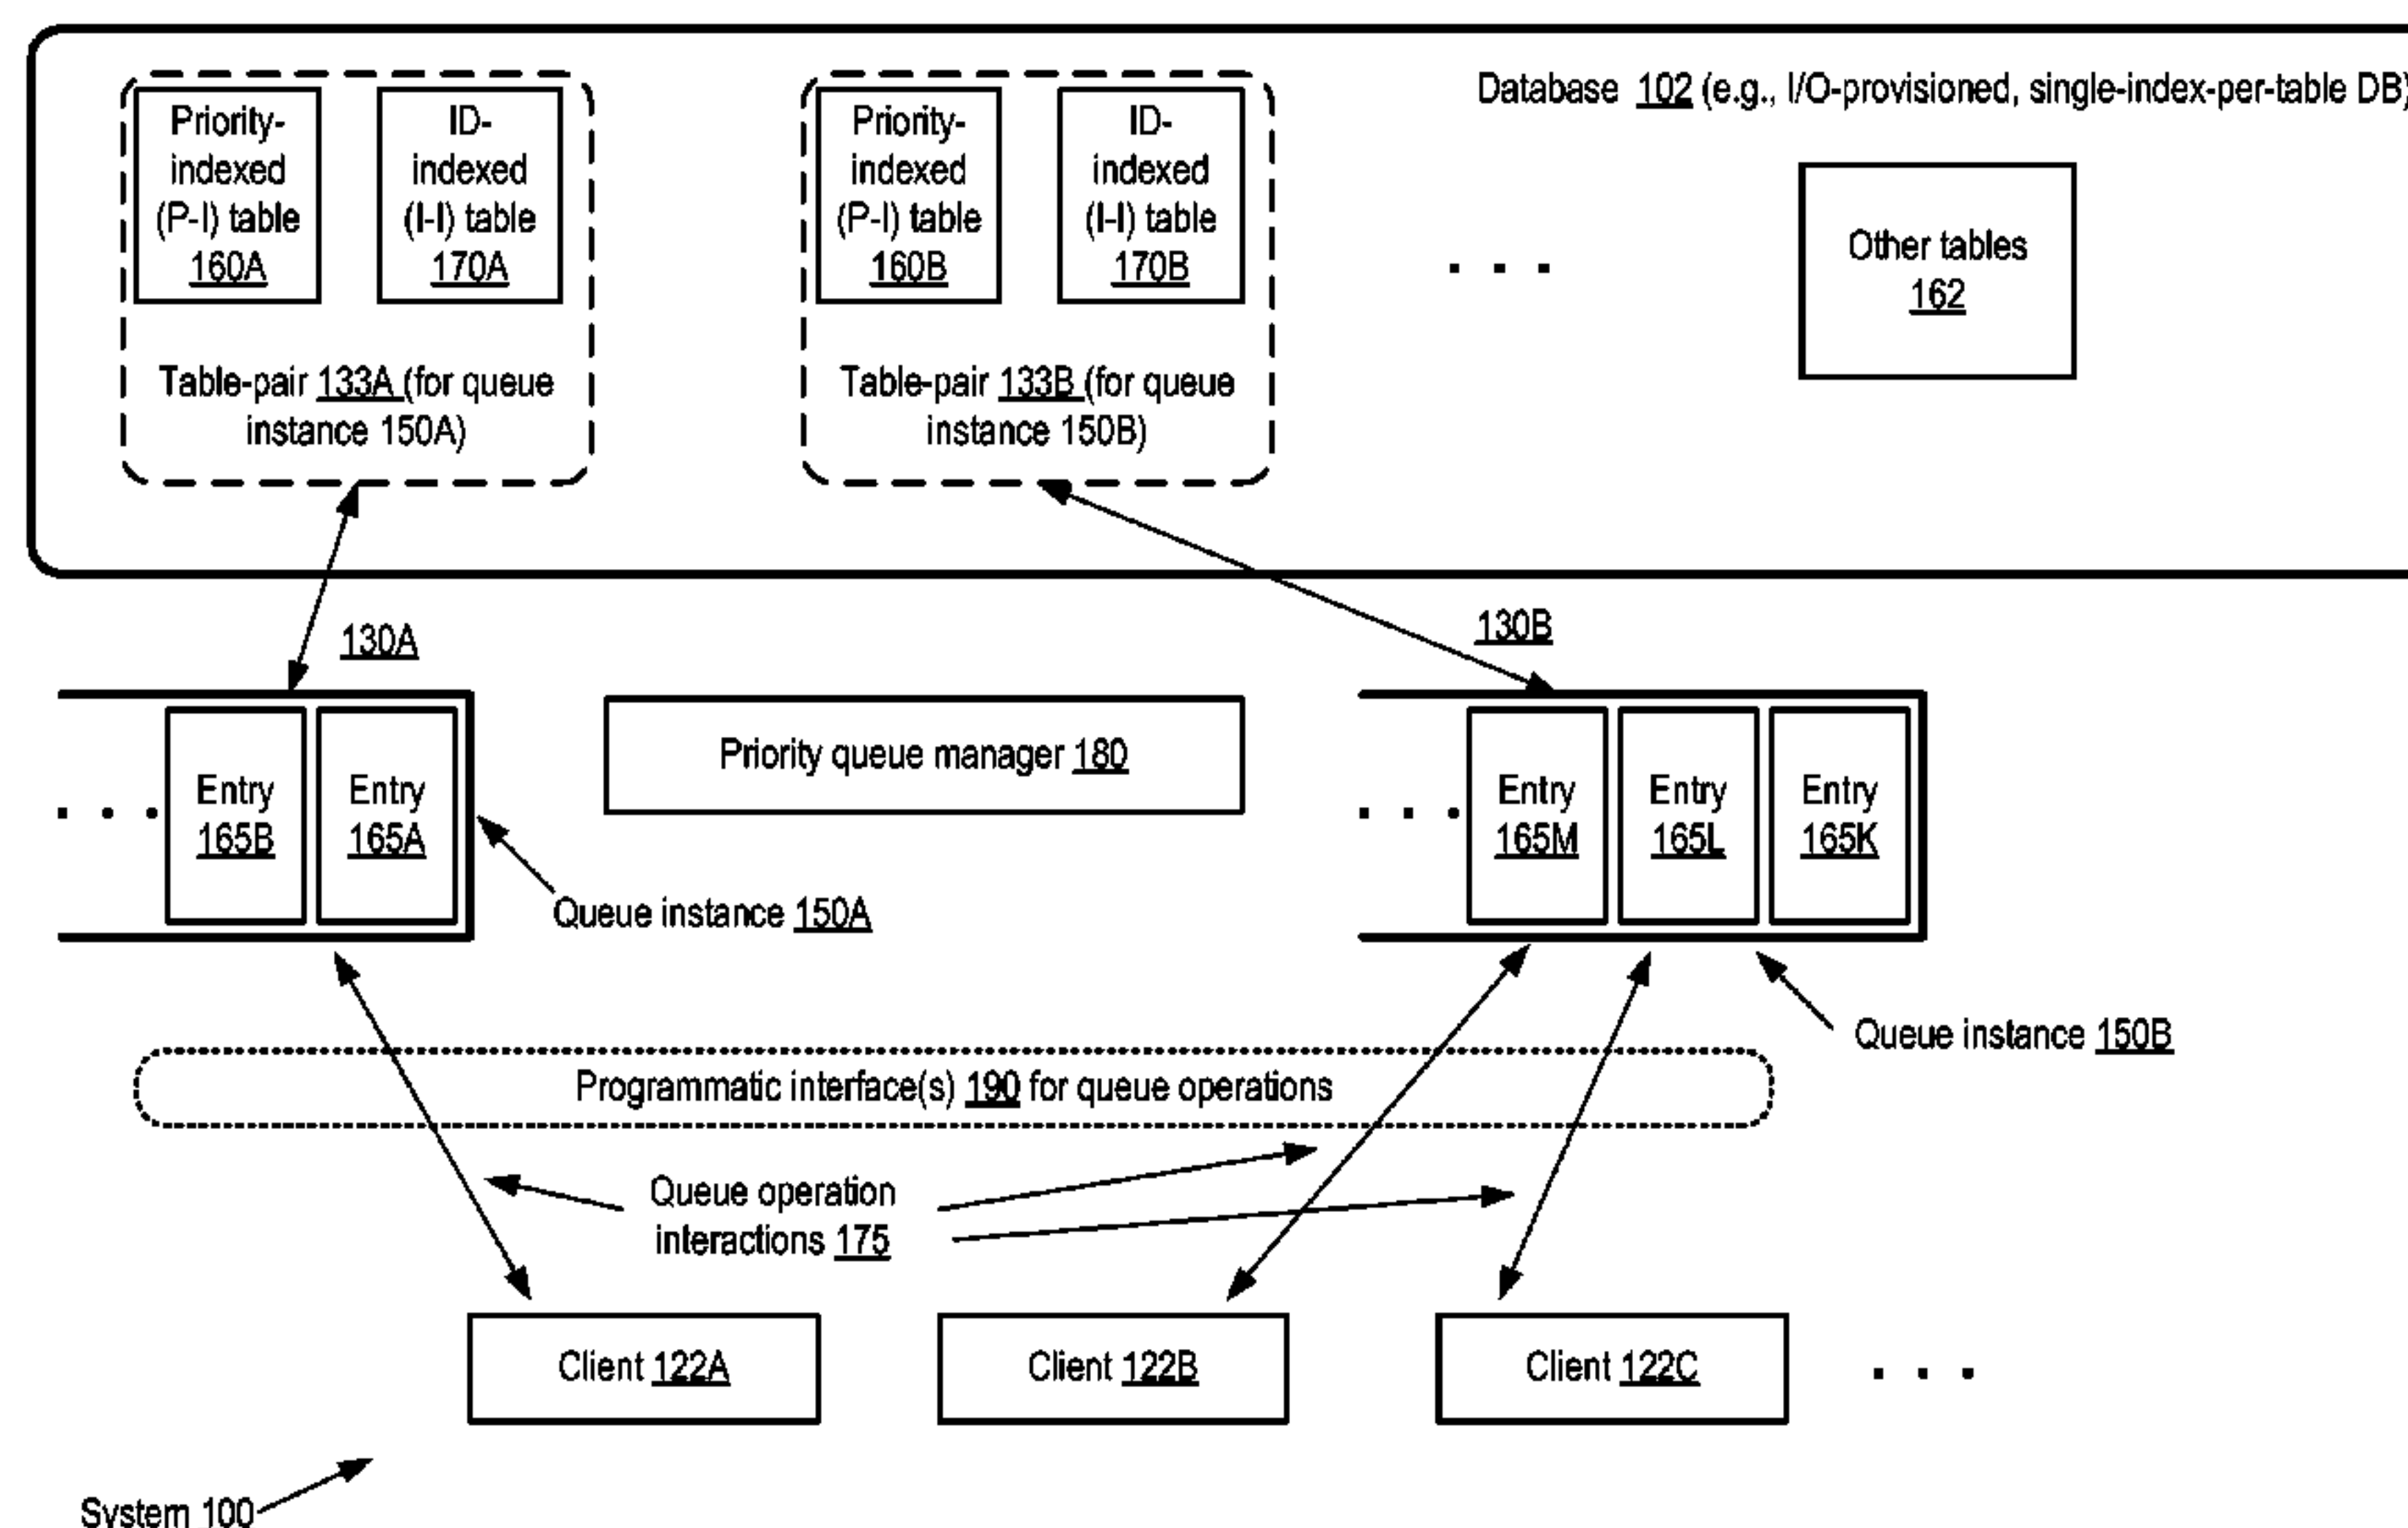 Database 102 (e.g., I/O-provisioned, single-index-per-table DB)
Priority-
indexed
(P-I) table
160A
ID-
indexed
(I-I) table
170A
Table-pair 133A (for queue
instance 150A)
Priority-
indexed
(P-I) table
160B
ID-
indexed
(I-I) table
170B
Table-pair 133B (for queue
instance 150B)
. . .
Other tables
162
130A
130B
. . .
Entry
165B
Entry
165A
Queue instance 150A
Priority queue manager 180
. . .
Entry
165M
Entry
165L
Entry
165K
Queue instance 150B
Programmatic interface(s) 190 for queue operations
Queue operation
interactions 175
Client 122A
Client 122B
Client 122C
. . .
System 100